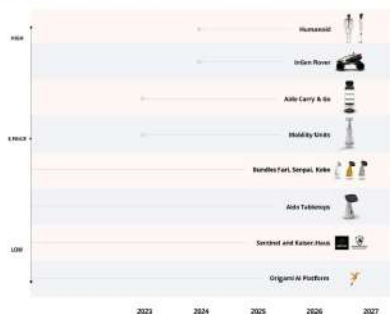 HIGH
Humanoid
InGen Rover
Aido Carry & Go
$ PRICE
Mobility Units
Bundles Fari, Senpai, Kobe
Aido Tabletops
LOW
Sentinel and Kaiser-Haus
Origami AI Platform
2023 2024 2025 2026 2027